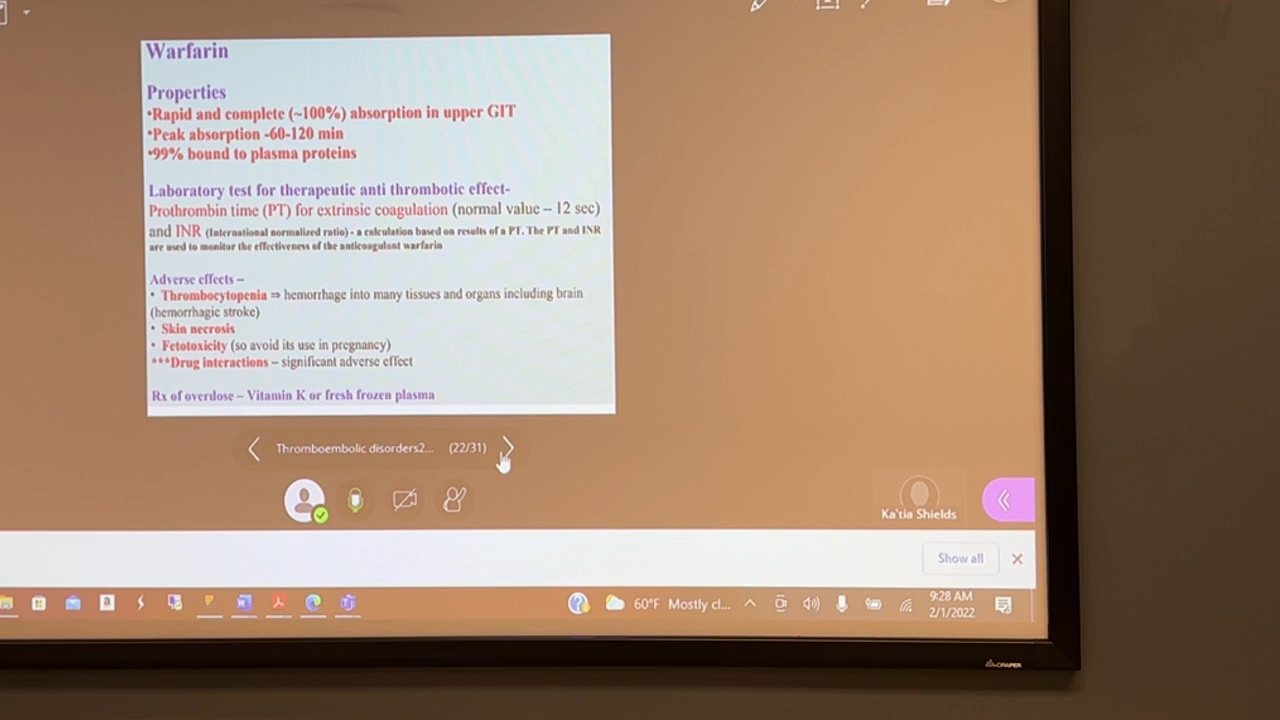 Warfarin
Properties
•Rapid and complete (~100%) absorption in upper GIT
•Peak absorption -60-120 min
•99% bound to plasma proteins
Laboratory test for therapeutic anti thrombotic effect-
Prothrombin time (PT) for extrinsic coagulation (normal value – 12 sec)
and INR (International normalized ratio) - a calculation based on results of a PT. The PT and INR
are used to monitor the effectiveness of the anticoagulant warfarin
Adverse effects –
• Thrombocytopenia ⇒ hemorrhage into many tissues and organs including brain
(hemorrhagic stroke)
• Skin necrosis
• Fetotoxicity (so avoid its use in pregnancy)
***Drug interactions – significant adverse effect
Rx of overdose – Vitamin K or fresh frozen plasma
Thromboembolic disorders2... (22/31)
Ka'tia Shields
Show all
60°F Mostly cl...
9:28 AM
2/1/2022
DRAPER